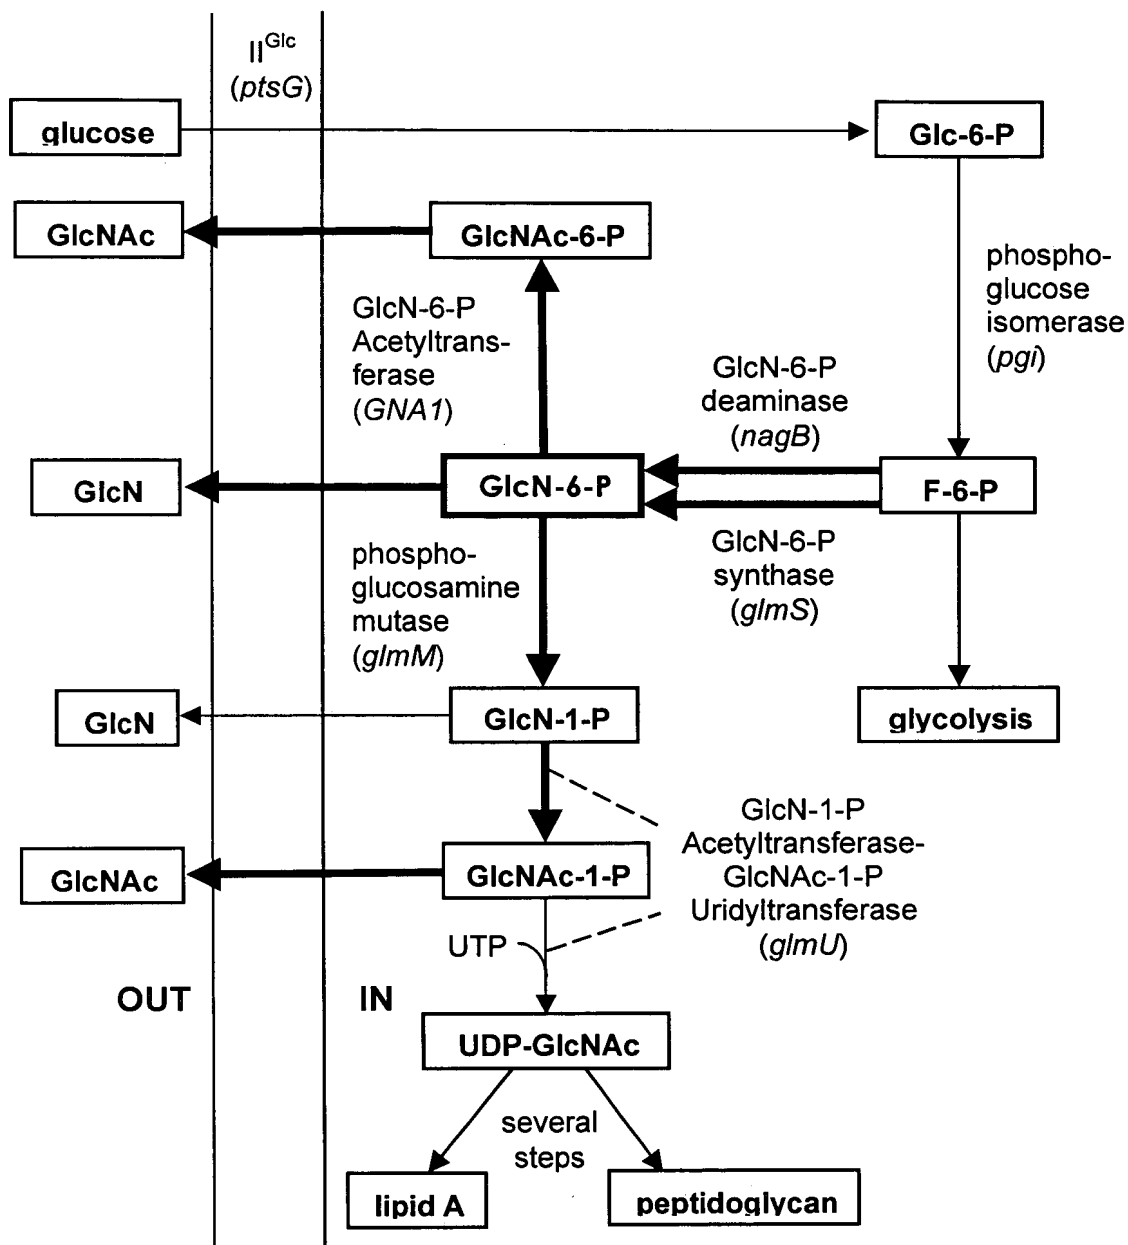 II^Glc
(ptsG)
glucose
Glc-6-P
GlcNAc
GlcNAc-6-P
phospho-
glucose
isomerase
(pgi)
GlcN-6-P
Acetyltrans-
ferase
(GNA1)
GlcN-6-P
deaminase
(nagB)
GlcN
GlcN-6-P
F-6-P
phospho-
glucosamine
mutase
(glmM)
GlcN-6-P
synthase
(glmS)
GlcN
GlcN-1-P
glycolysis
GlcN-1-P
Acetyltransferase-
GlcNAc-1-P
Uridyltransferase
(glmU)
GlcNAc
GlcNAc-1-P
UTP
OUT
IN
UDP-GlcNAc
several
steps
lipid A
peptidoglycan